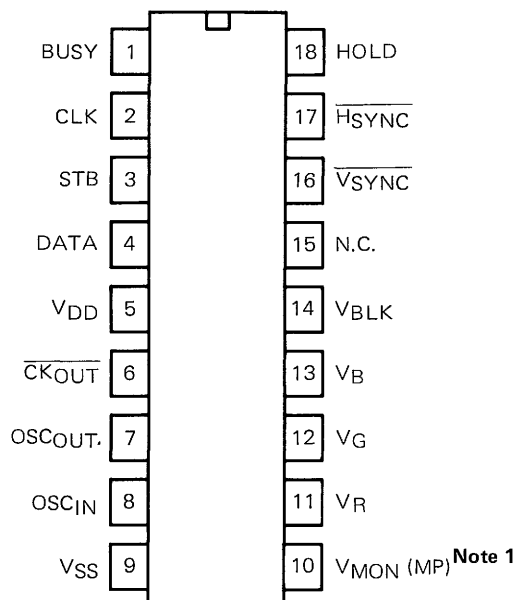 BUSY 1 18 HOLD
CLK 2 17 HSYNC
STB 3 16 VSYNC
DATA 4 15 N.C.
VDD 5 14 VBLK
CKOUT 6 13 VB
OSCOUT. 7 12 VG
OSCIN 8 11 VR
VSS 9 10 VMON (MP) Note 1